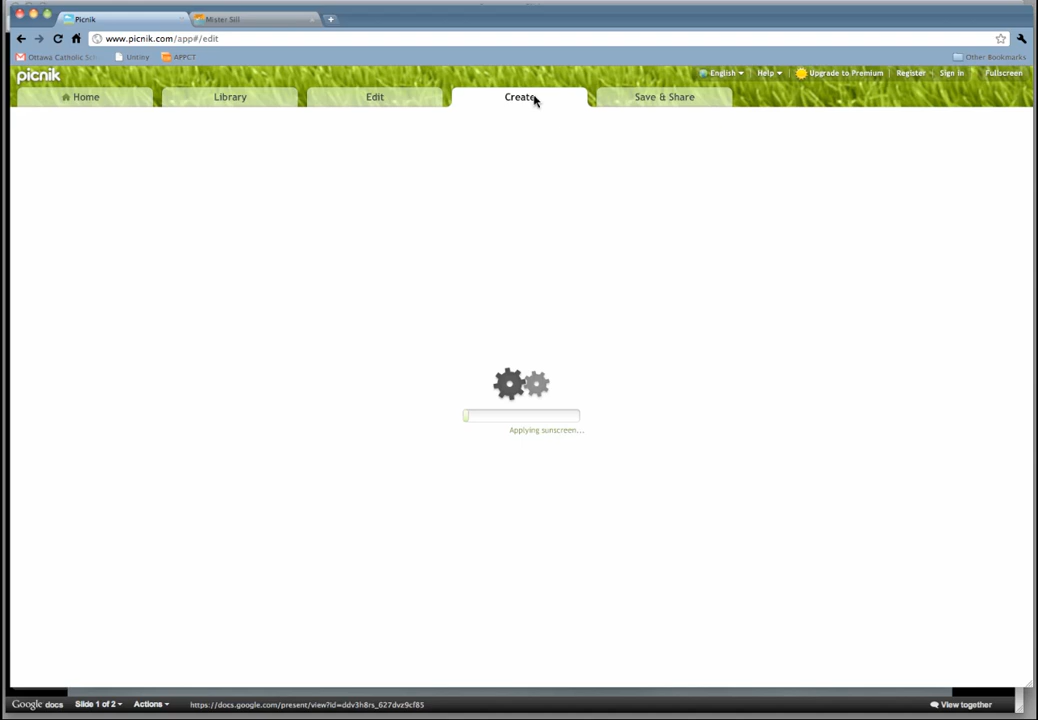 Picnik
Mister Sill
www.picnik.com/app#/edit
Ottawa Catholic Sch
Untiny
APPCT
Other Bookmarks
picnik
English
Help
Upgrade to Premium
Register
Sign in
Fullscreen
Home
Library
Edit
Create
Save & Share
Applying sunscreen...
Google docs
Slide 1 of 2
Actions
https://docs.google.com/present/view?id=ddv3h8rs_627dvz9cf85
View together